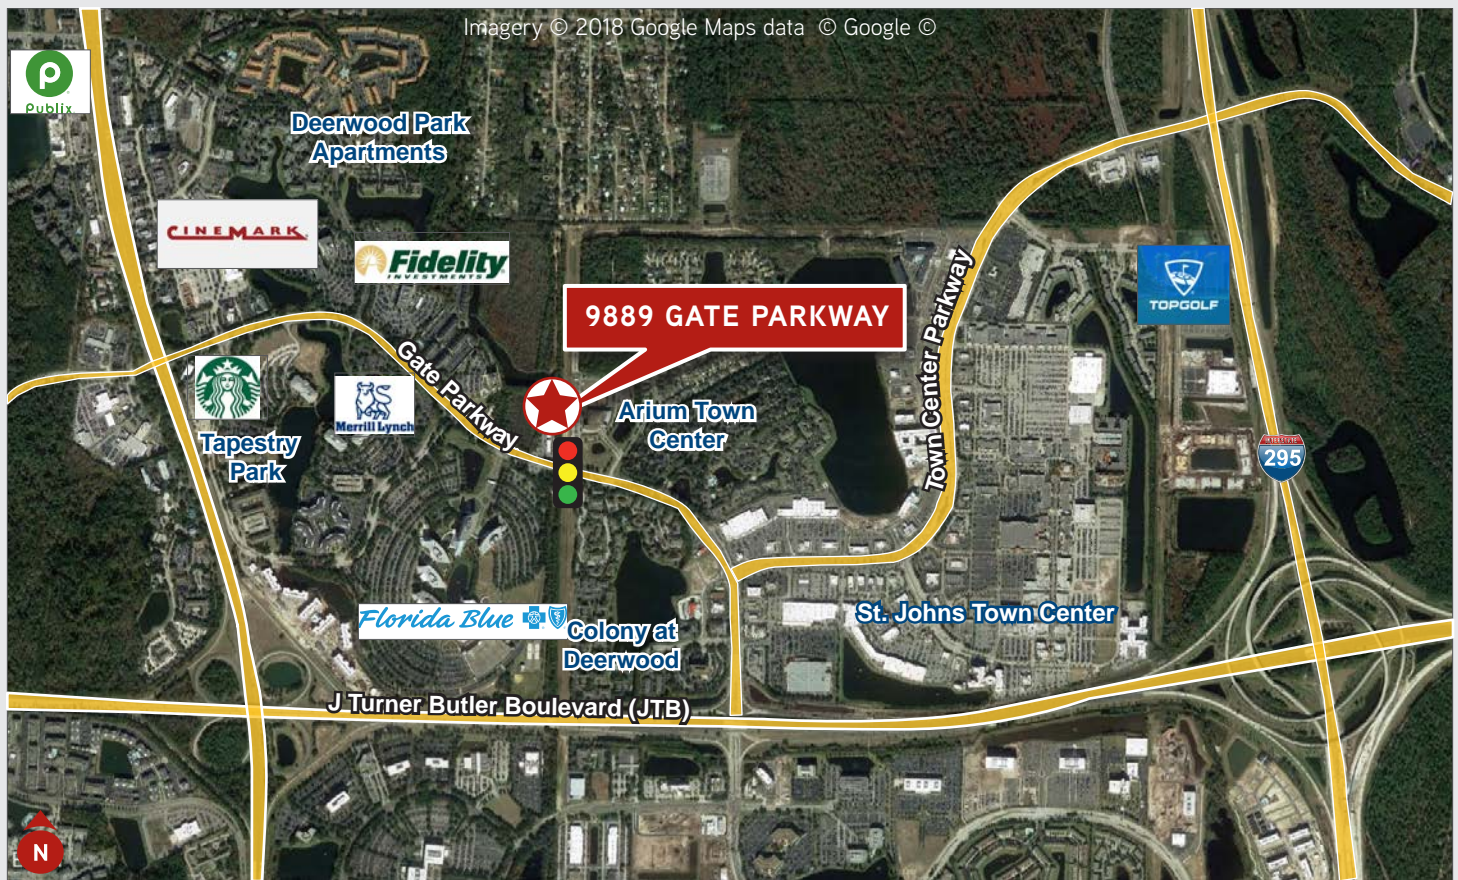 Imagery © 2018 Google Maps data © Google ©
Publix
Deerwood Park
Apartments
CINEMARK
Fidelity
INVESTMENTS
TOPGOLF
9889 GATE PARKWAY
Town Center Parkway
Gate Parkway
Merrill Lynch
Arium Town
Center
Tapestry
Park
INTERSTATE
295
Florida Blue
Colony at
Deerwood
St. Johns Town Center
J Turner Butler Boulevard (JTB)
N